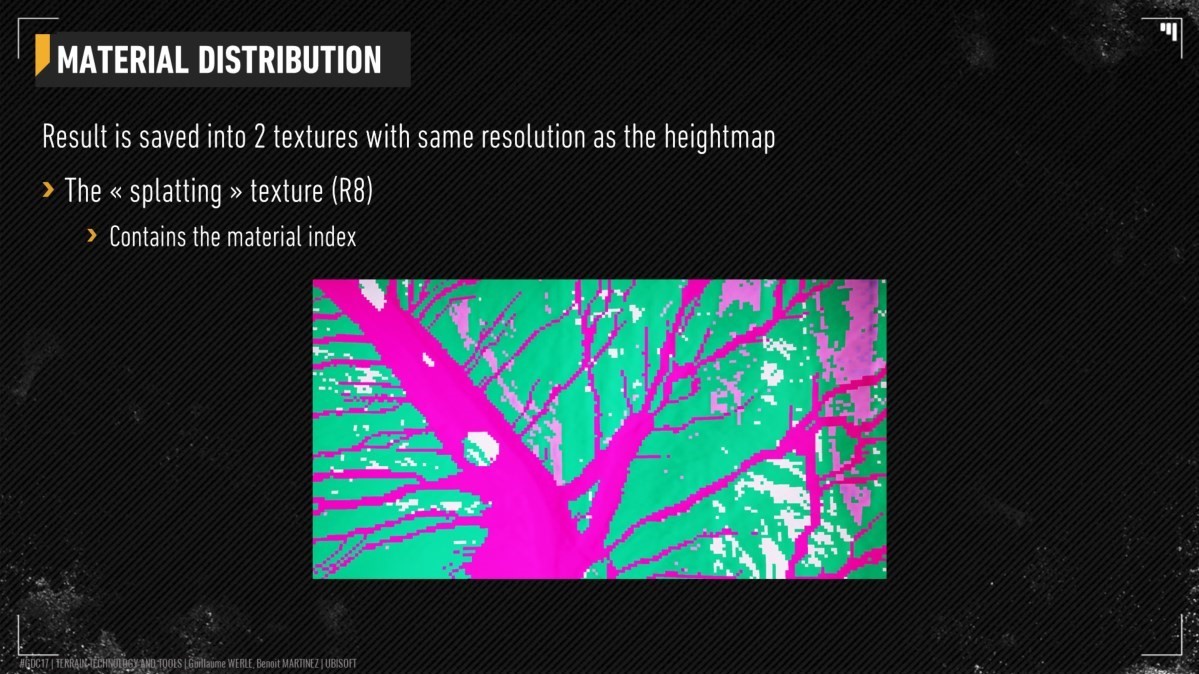 MATERIAL DISTRIBUTION
Result is saved into 2 textures with same resolution as the heightmap
The « splatting » texture (R8)
Contains the material index
#GDC17 | TERRAIN TECHNOLOGY AND TOOLS | Guillaume WERLE, Benoit MARTINEZ | UBISOFT